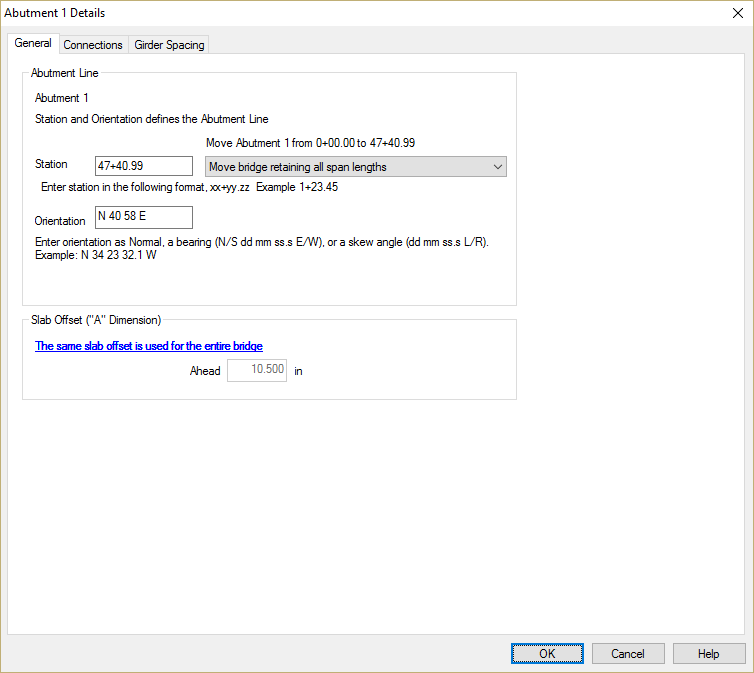 Abutment 1 Details
General Connections Girder Spacing
Abutment Line
Abutment 1
Station and Orientation defines the Abutment Line
Move Abutment 1 from 0+00.00 to 47+40.99
Station 47+40.99 Move bridge retaining all span lengths
Enter station in the following format, xx+yy.zz Example 1+23.45
Orientation N 40 58 E
Enter orientation as Normal, a bearing (N/S dd mm ss.s E/W), or a skew angle (dd mm ss.s L/R).
Example: N 34 23 32.1 W
Slab Offset ("A" Dimension)
The same slab offset is used for the entire bridge
Ahead 10.500 in
OK Cancel Help